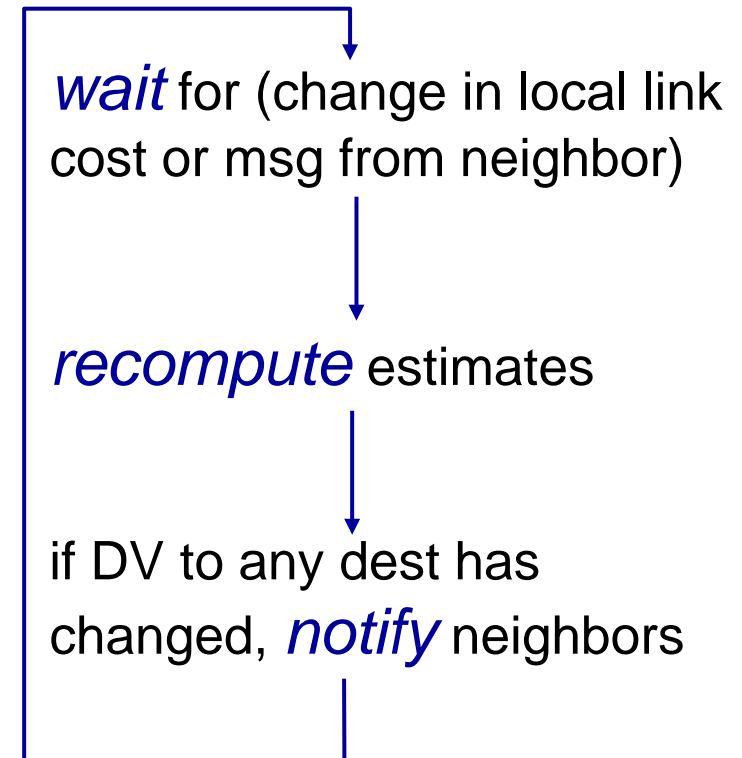 wait for (change in local link
cost or msg from neighbor)
recompute estimates
if DV to any dest has
changed, notify neighbors